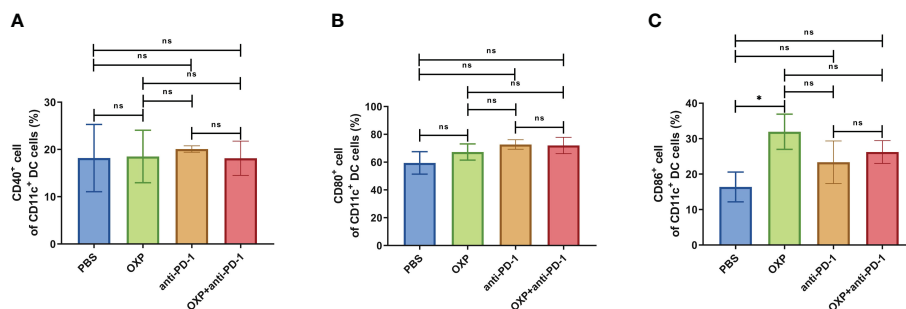 A
ns
ns
ns
ns
ns
ns
CD40+ cell
of CD11c+ DC cells (%)
30
20
10
0
PBS
OXP
anti-PD-1
OXP+anti-PD-1
B
ns
ns
ns
ns
ns
ns
CD80+ cell
of CD11c+ DC cells (%)
100
80
60
40
20
0
PBS
OXP
anti-PD-1
OXP+anti-PD-1
C
ns
ns
ns
ns
*
ns
CD86+ cell
of CD11c+ DC cells (%)
40
30
20
10
0
PBS
OXP
anti-PD-1
OXP+anti-PD-1